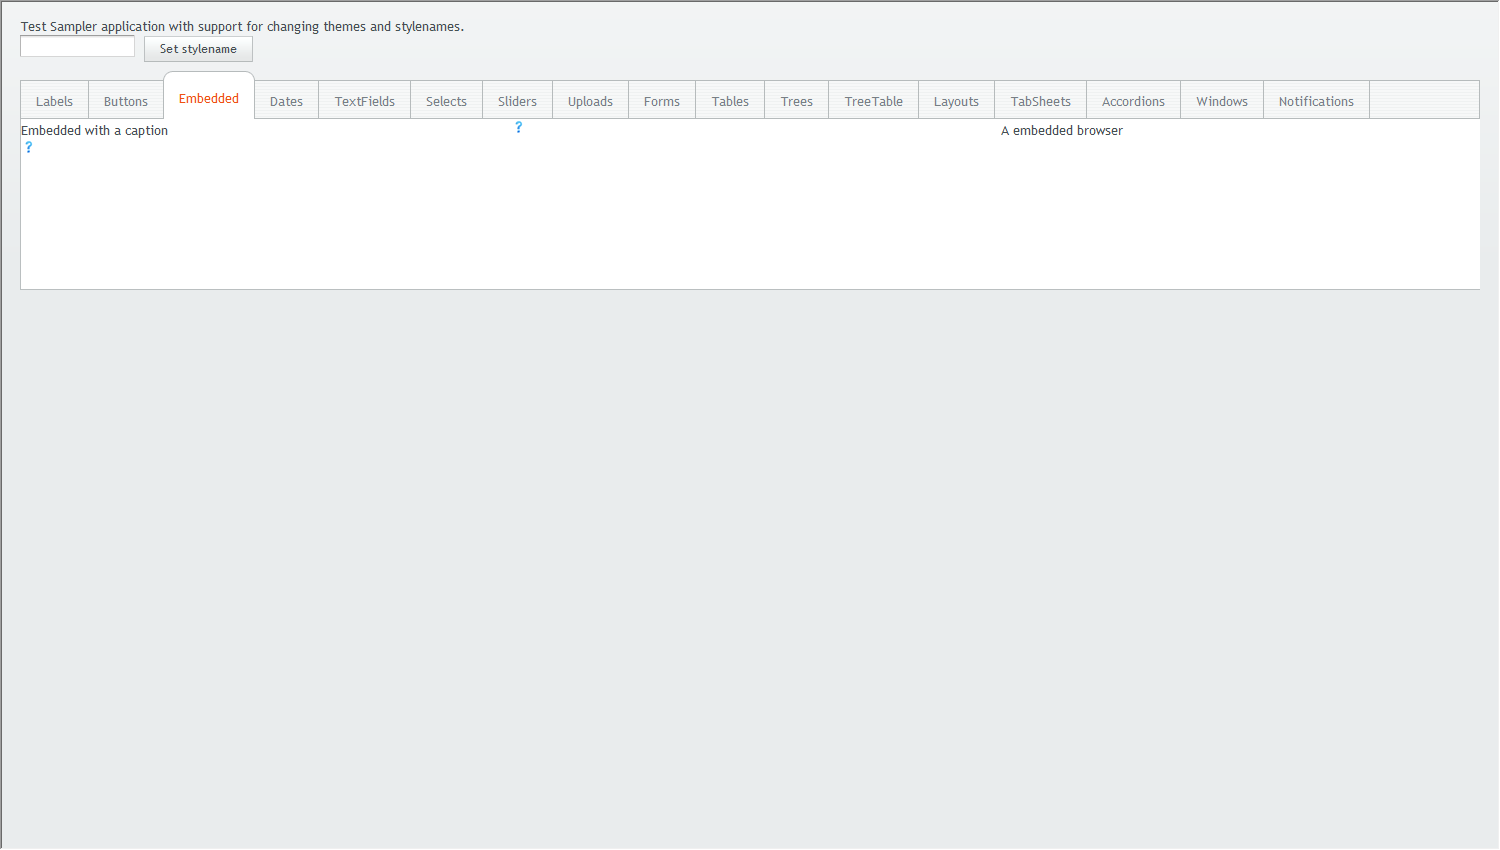 Test Sampler application with support for changing themes and stylenames.
Set stylename
Labels Buttons Embedded Dates TextFields Selects Sliders Uploads Forms Tables Trees TreeTable Layouts TabSheets Accordions Windows Notifications
Embedded with a caption ? A embedded browser
?